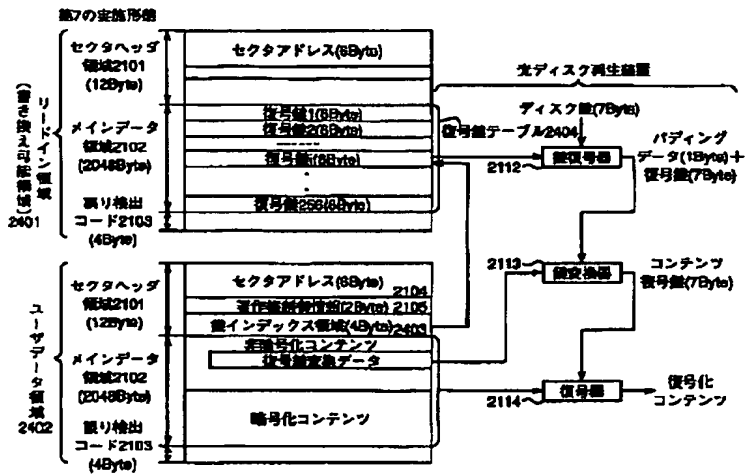 第7の実施形態
セクタヘッダ
領域2101
(12Byte)
セクタアドレス(6Byte)
リードイン領域
(書き換え可能領域)
2401
メインデータ
領域2102
(2048Byte)
復号鍵1(8Byte)
復号鍵2(8Byte)
復号鍵i(8Byte)
復号鍵256(8Byte)
復号鍵テーブル2404
誤り検出
コード2103
(4Byte)
光ディスク再生装置
ディスク鍵(7Byte)
鍵復号器
2112
パディング
データ(1Byte)+
復号鍵(7Byte)
2113
鍵変換器
コンテンツ
復号鍵(7Byte)
ユーザデータ領域
2402
セクタヘッダ
領域2101
(12Byte)
セクタアドレス(6Byte)
2104
著作権制御情報(2Byte)
2105
鍵インデックス領域(4Byte)
2403
メインデータ
領域2102
(2048Byte)
非暗号化コンテンツ
復号鍵変換データ
暗号化コンテンツ
誤り検出
コード2103
(4Byte)
2114
復号器
復号化
コンテンツ